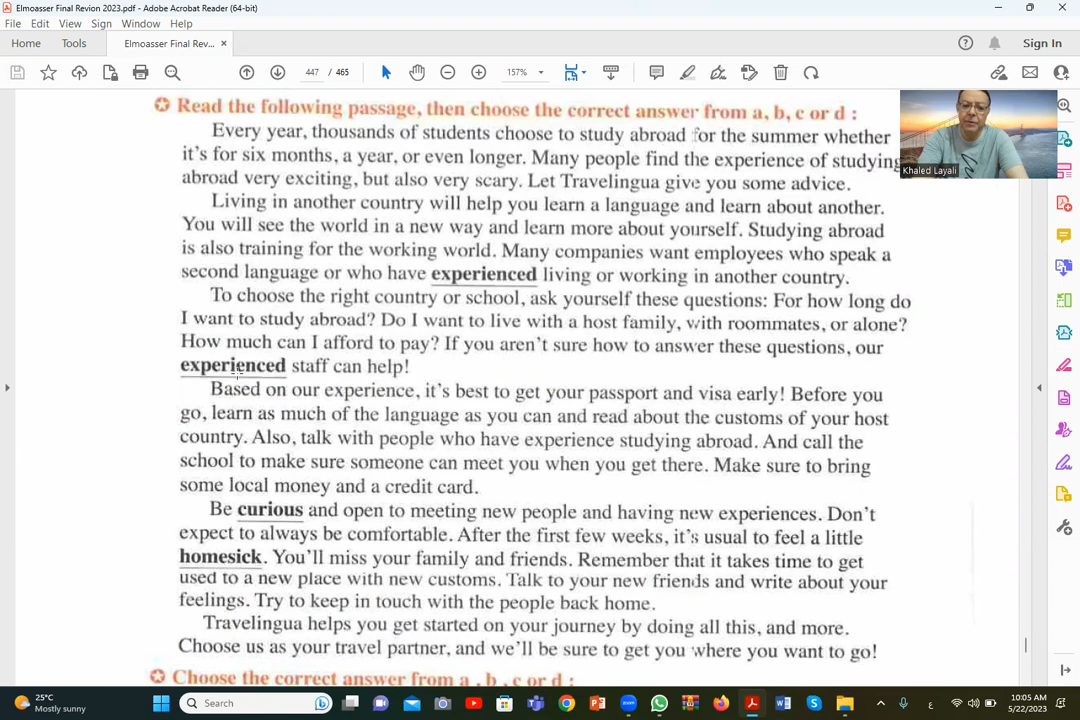 Elmoasser Final Revion 2023.pdf - Adobe Acrobat Reader (64-bit)
File Edit View Sign Window Help
Home Tools Elmoasser Final Rev... × Sign In
447 / 465 157%
✪ Read the following passage, then choose the correct answer from a, b, c or d :
Every year, thousands of students choose to study abroad for the summer whether
it's for six months, a year, or even longer. Many people find the experience of studying
abroad very exciting, but also very scary. Let Travelingua give you some advice.
Khaled Layali
Living in another country will help you learn a language and learn about another.
You will see the world in a new way and learn more about yourself. Studying abroad
is also training for the working world. Many companies want employees who speak a
second language or who have experienced living or working in another country.
To choose the right country or school, ask yourself these questions: For how long do
I want to study abroad? Do I want to live with a host family, with roommates, or alone?
How much can I afford to pay? If you aren't sure how to answer these questions, our
experienced staff can help!
Based on our experience, it's best to get your passport and visa early! Before you
go, learn as much of the language as you can and read about the customs of your host
country. Also, talk with people who have experience studying abroad. And call the
school to make sure someone can meet you when you get there. Make sure to bring
some local money and a credit card.
Be curious and open to meeting new people and having new experiences. Don't
expect to always be comfortable. After the first few weeks, it's usual to feel a little
homesick. You'll miss your family and friends. Remember that it takes time to get
used to a new place with new customs. Talk to your new friends and write about your
feelings. Try to keep in touch with the people back home.
Travelingua helps you get started on your journey by doing all this, and more.
Choose us as your travel partner, and we'll be sure to get you where you want to go!
✪ Choose the correct answer from a , b , c or d :
25°C
Mostly sunny
Search
ع
10:05 AM
5/22/2023